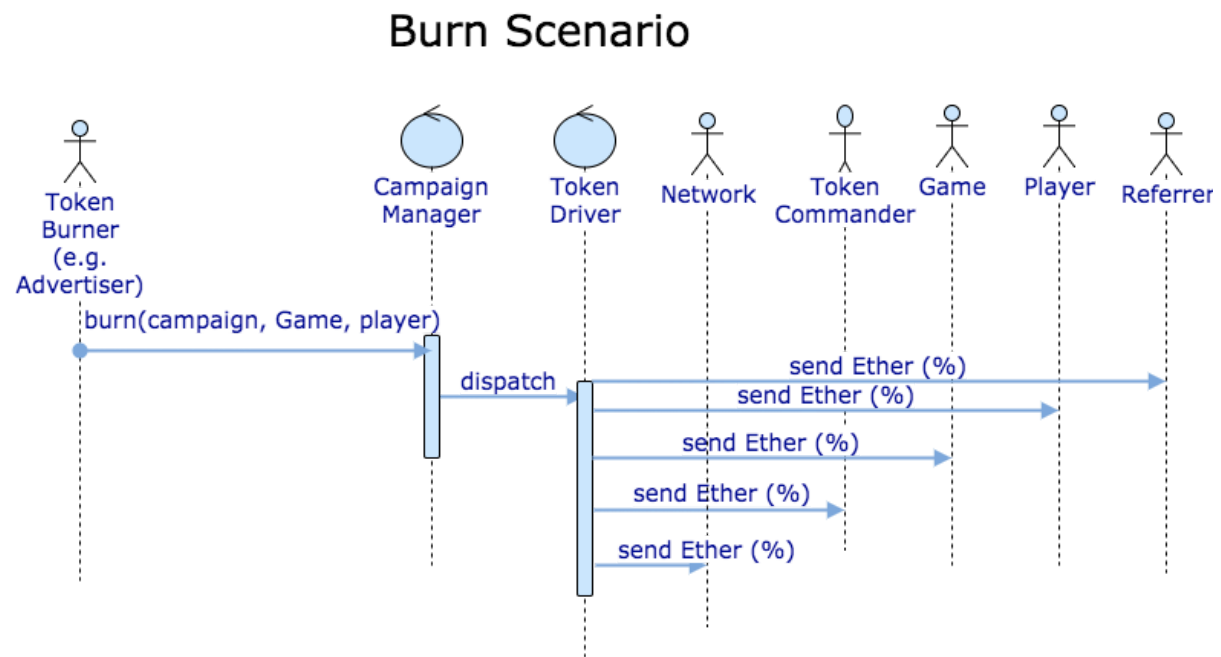 Burn Scenario
Token
Burner
(e.g.
Advertiser)
Campaign
Manager
Token
Driver
Network
Token
Commander
Game
Player
Referrer
burn(campaign, Game, player)
dispatch
send Ether (%)
send Ether (%)
send Ether (%)
send Ether (%)
send Ether (%)